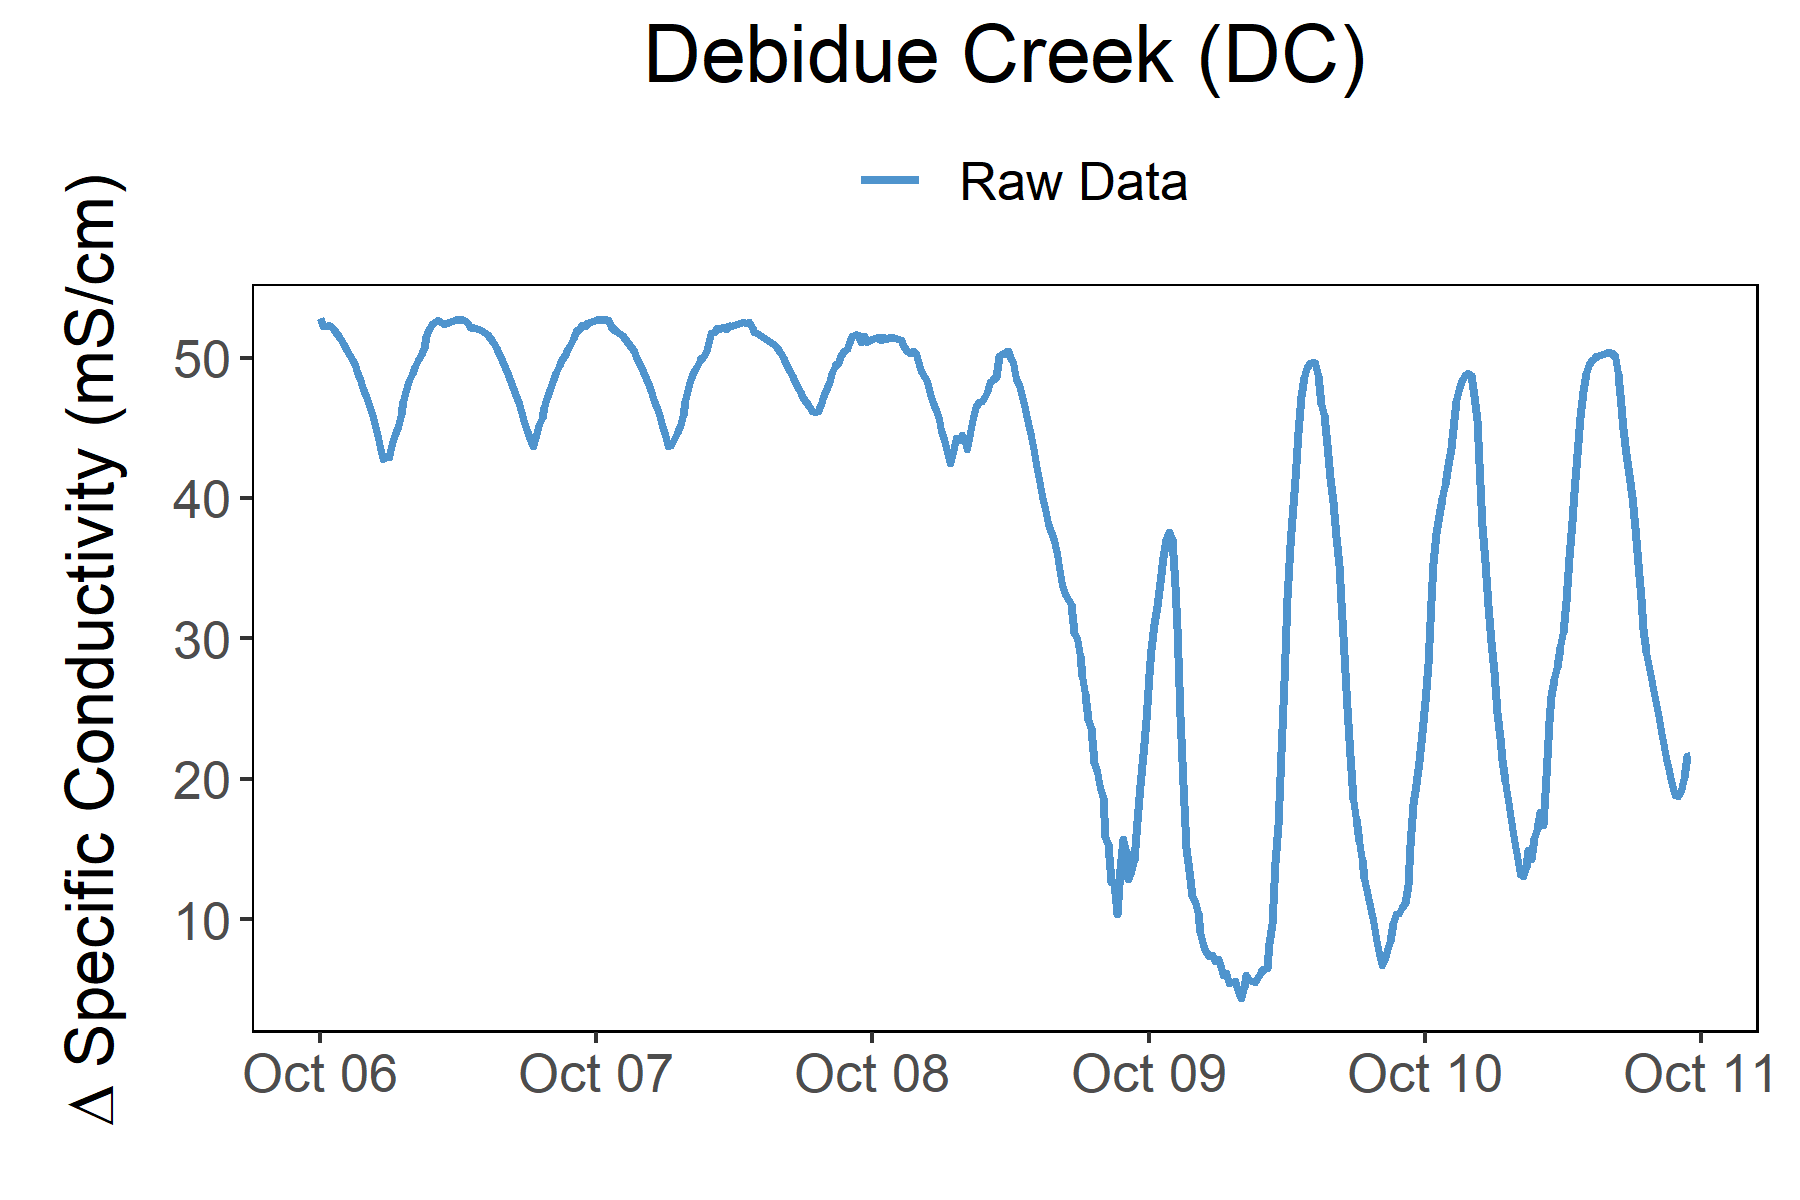 Debidue Creek (DC)
Raw Data
Δ Specific Conductivity (mS/cm)
50
40
30
20
10
Oct 06 Oct 07 Oct 08 Oct 09 Oct 10 Oct 11